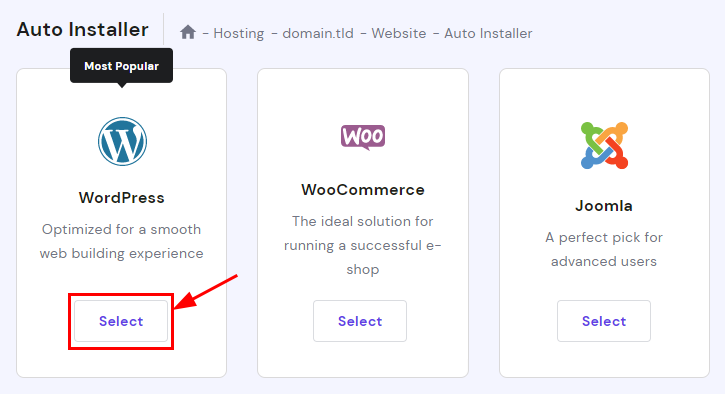 Auto Installer
- Hosting - domain.tld - Website - Auto Installer
Most Popular
WordPress
Optimized for a smooth
web building experience
Select
Woo
WooCommerce
The ideal solution for
running a successful e-
shop
Select
Joomla
A perfect pick for
advanced users
Select